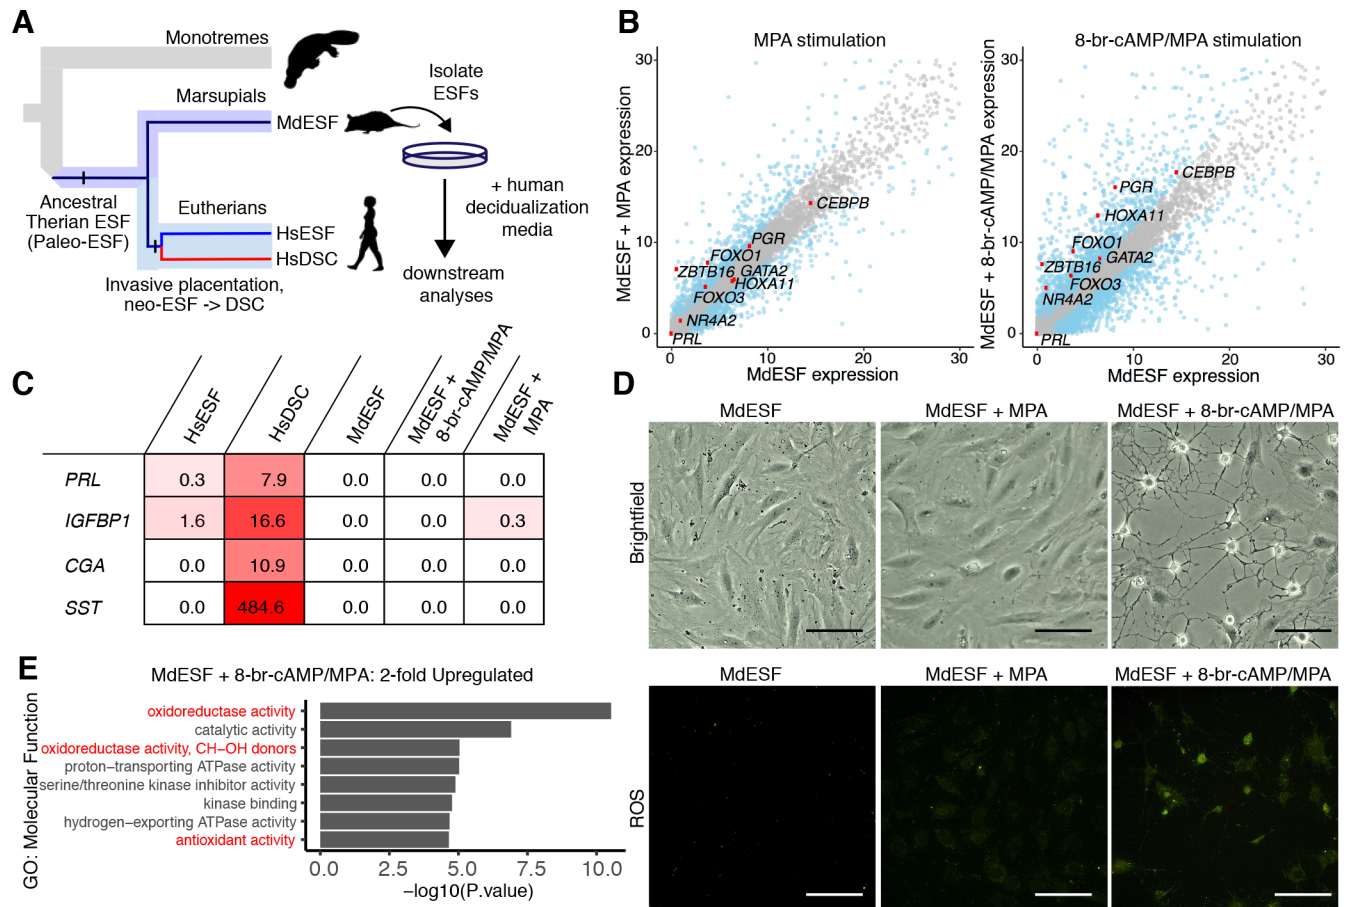 A
Monotremes
Marsupials
MdESF
Isolate
ESFs
Ancestral
Therian ESF
(Paleo-ESF)
Eutherians
HsESF
HsDSC
+ human
decidualization
media
Invasive placentation,
neo-ESF -> DSC
downstream
analyses
B
MPA stimulation
MdESF + MPA expression
30
20
10
0
CEBPB
PGR
FOXO1
ZBTB16
GATA2
HOXA11
FOXO3
NR4A2
PRL
0
10
20
30
MdESF expression
8-br-cAMP/MPA stimulation
MdESF + 8-br-cAMP/MPA expression
30
20
10
0
CEBPB
PGR
HOXA11
FOXO1
GATA2
ZBTB16
FOXO3
NR4A2
PRL
0
10
20
30
MdESF expression
C
HsESF
HsDSC
MdESF
MdESF +
8-br-cAMP/MPA
MdESF +
MPA
PRL 0.3 7.9 0.0 0.0 0.0
IGFBP1 1.6 16.6 0.0 0.0 0.3
CGA 0.0 10.9 0.0 0.0 0.0
SST 0.0 484.6 0.0 0.0 0.0
D
MdESF
MdESF + MPA
MdESF + 8-br-cAMP/MPA
Brightfield
MdESF
MdESF + MPA
MdESF + 8-br-cAMP/MPA
ROS
E
MdESF + 8-br-cAMP/MPA: 2-fold Upregulated
GO: Molecular Function
oxidoreductase activity
catalytic activity
oxidoreductase activity, CH−OH donors
proton−transporting ATPase activity
serine/threonine kinase inhibitor activity
kinase binding
hydrogen−exporting ATPase activity
antioxidant activity
0.0
2.5
5.0
7.5
10.0
−log10(P.value)